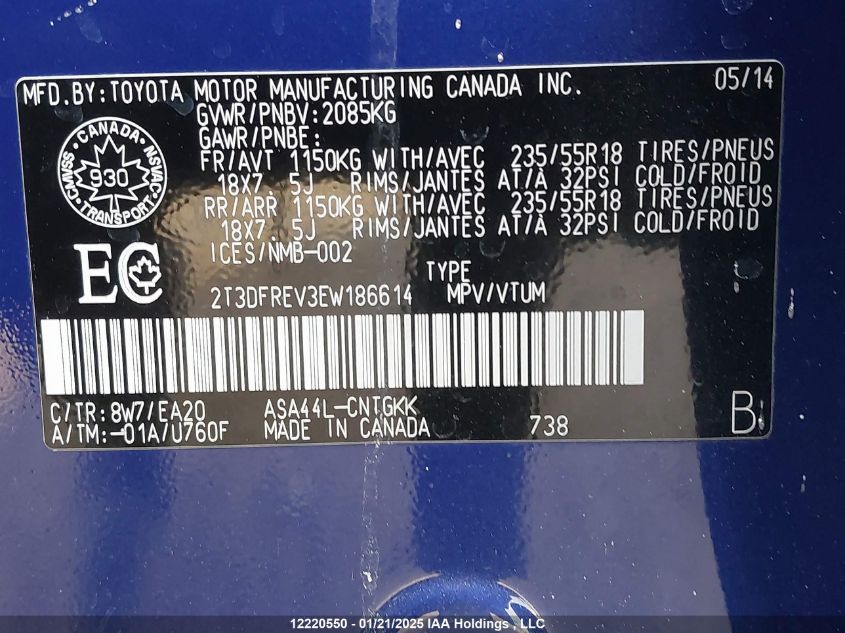 MFD.BY:TOYOTA MOTOR MANUFACTURING CANADA INC. 05/14
GVWR/PNBV:2085KG
GAWR/PNBE:
FR/AVT 1150KG WITH/AVEC 235/55R18 TIRES/PNEUS
18X7.5J RIMS/JANTES AT/À 32PSI COLD/FROID
RR/ARR 1150KG WITH/AVEC 235/55R18 TIRES/PNEUS
18X7.5J RIMS/JANTES AT/À 32PSI COLD/FROID
ICES/NMB-002
CANADA
CMVSS NSVAC
930
TRANSPORT
EC
TYPE
2T3DFREV3EW186614 MPV/VTUM
C/TR:8W7/EA20 ASA44L-CNTGKK
A/TM:-01A/U760F MADE IN CANADA 738 B
12220550 - 01/21/2025 IAA Holdings , LLC